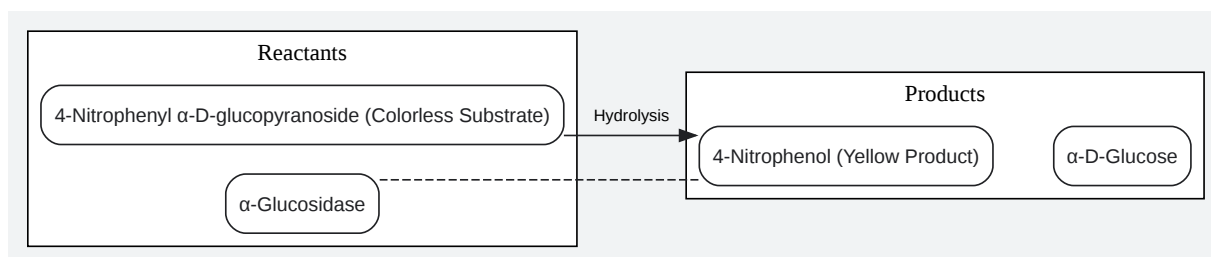 Reactants
4-Nitrophenyl α-D-glucopyranoside (Colorless Substrate)
α-Glucosidase
Hydrolysis
Products
4-Nitrophenol (Yellow Product)
α-D-Glucose